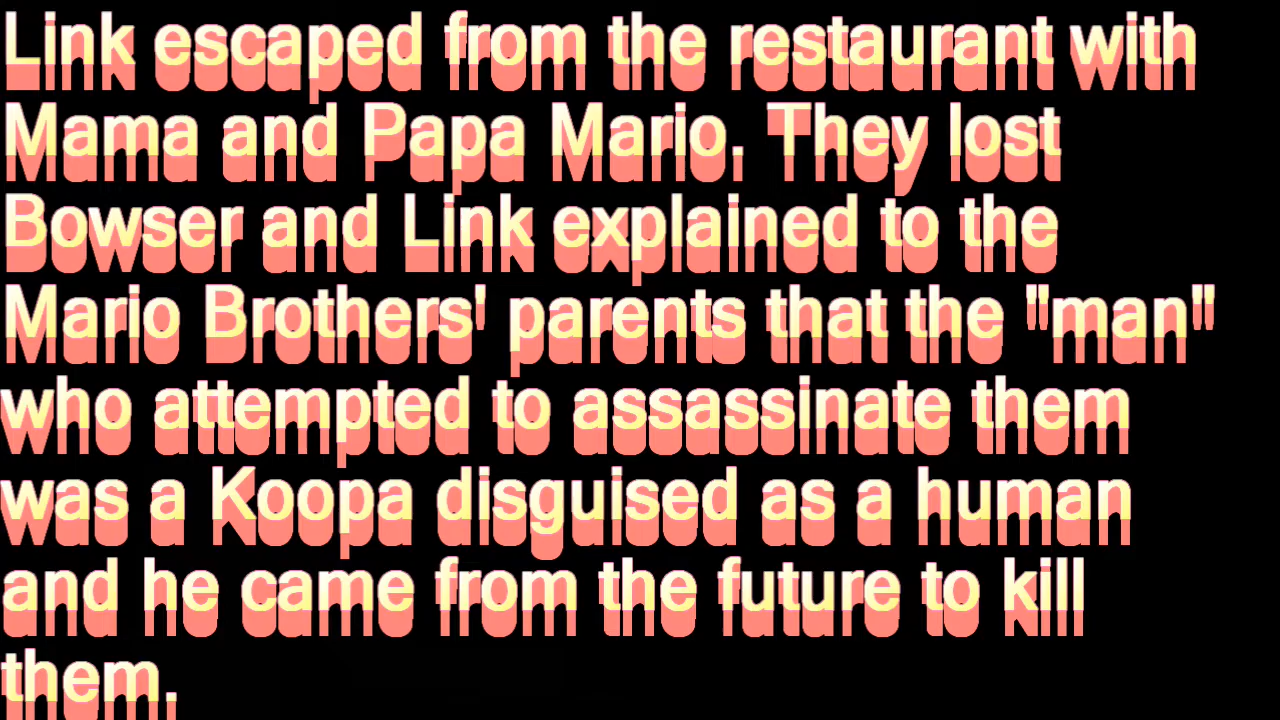 Link escaped from the restaurant with
Mama and Papa Mario. They lost
Bowser and Link explained to the
Mario Brothers' parents that the "man"
who attempted to assassinate them
was a Koopa disguised as a human
and he came from the future to kill
them.